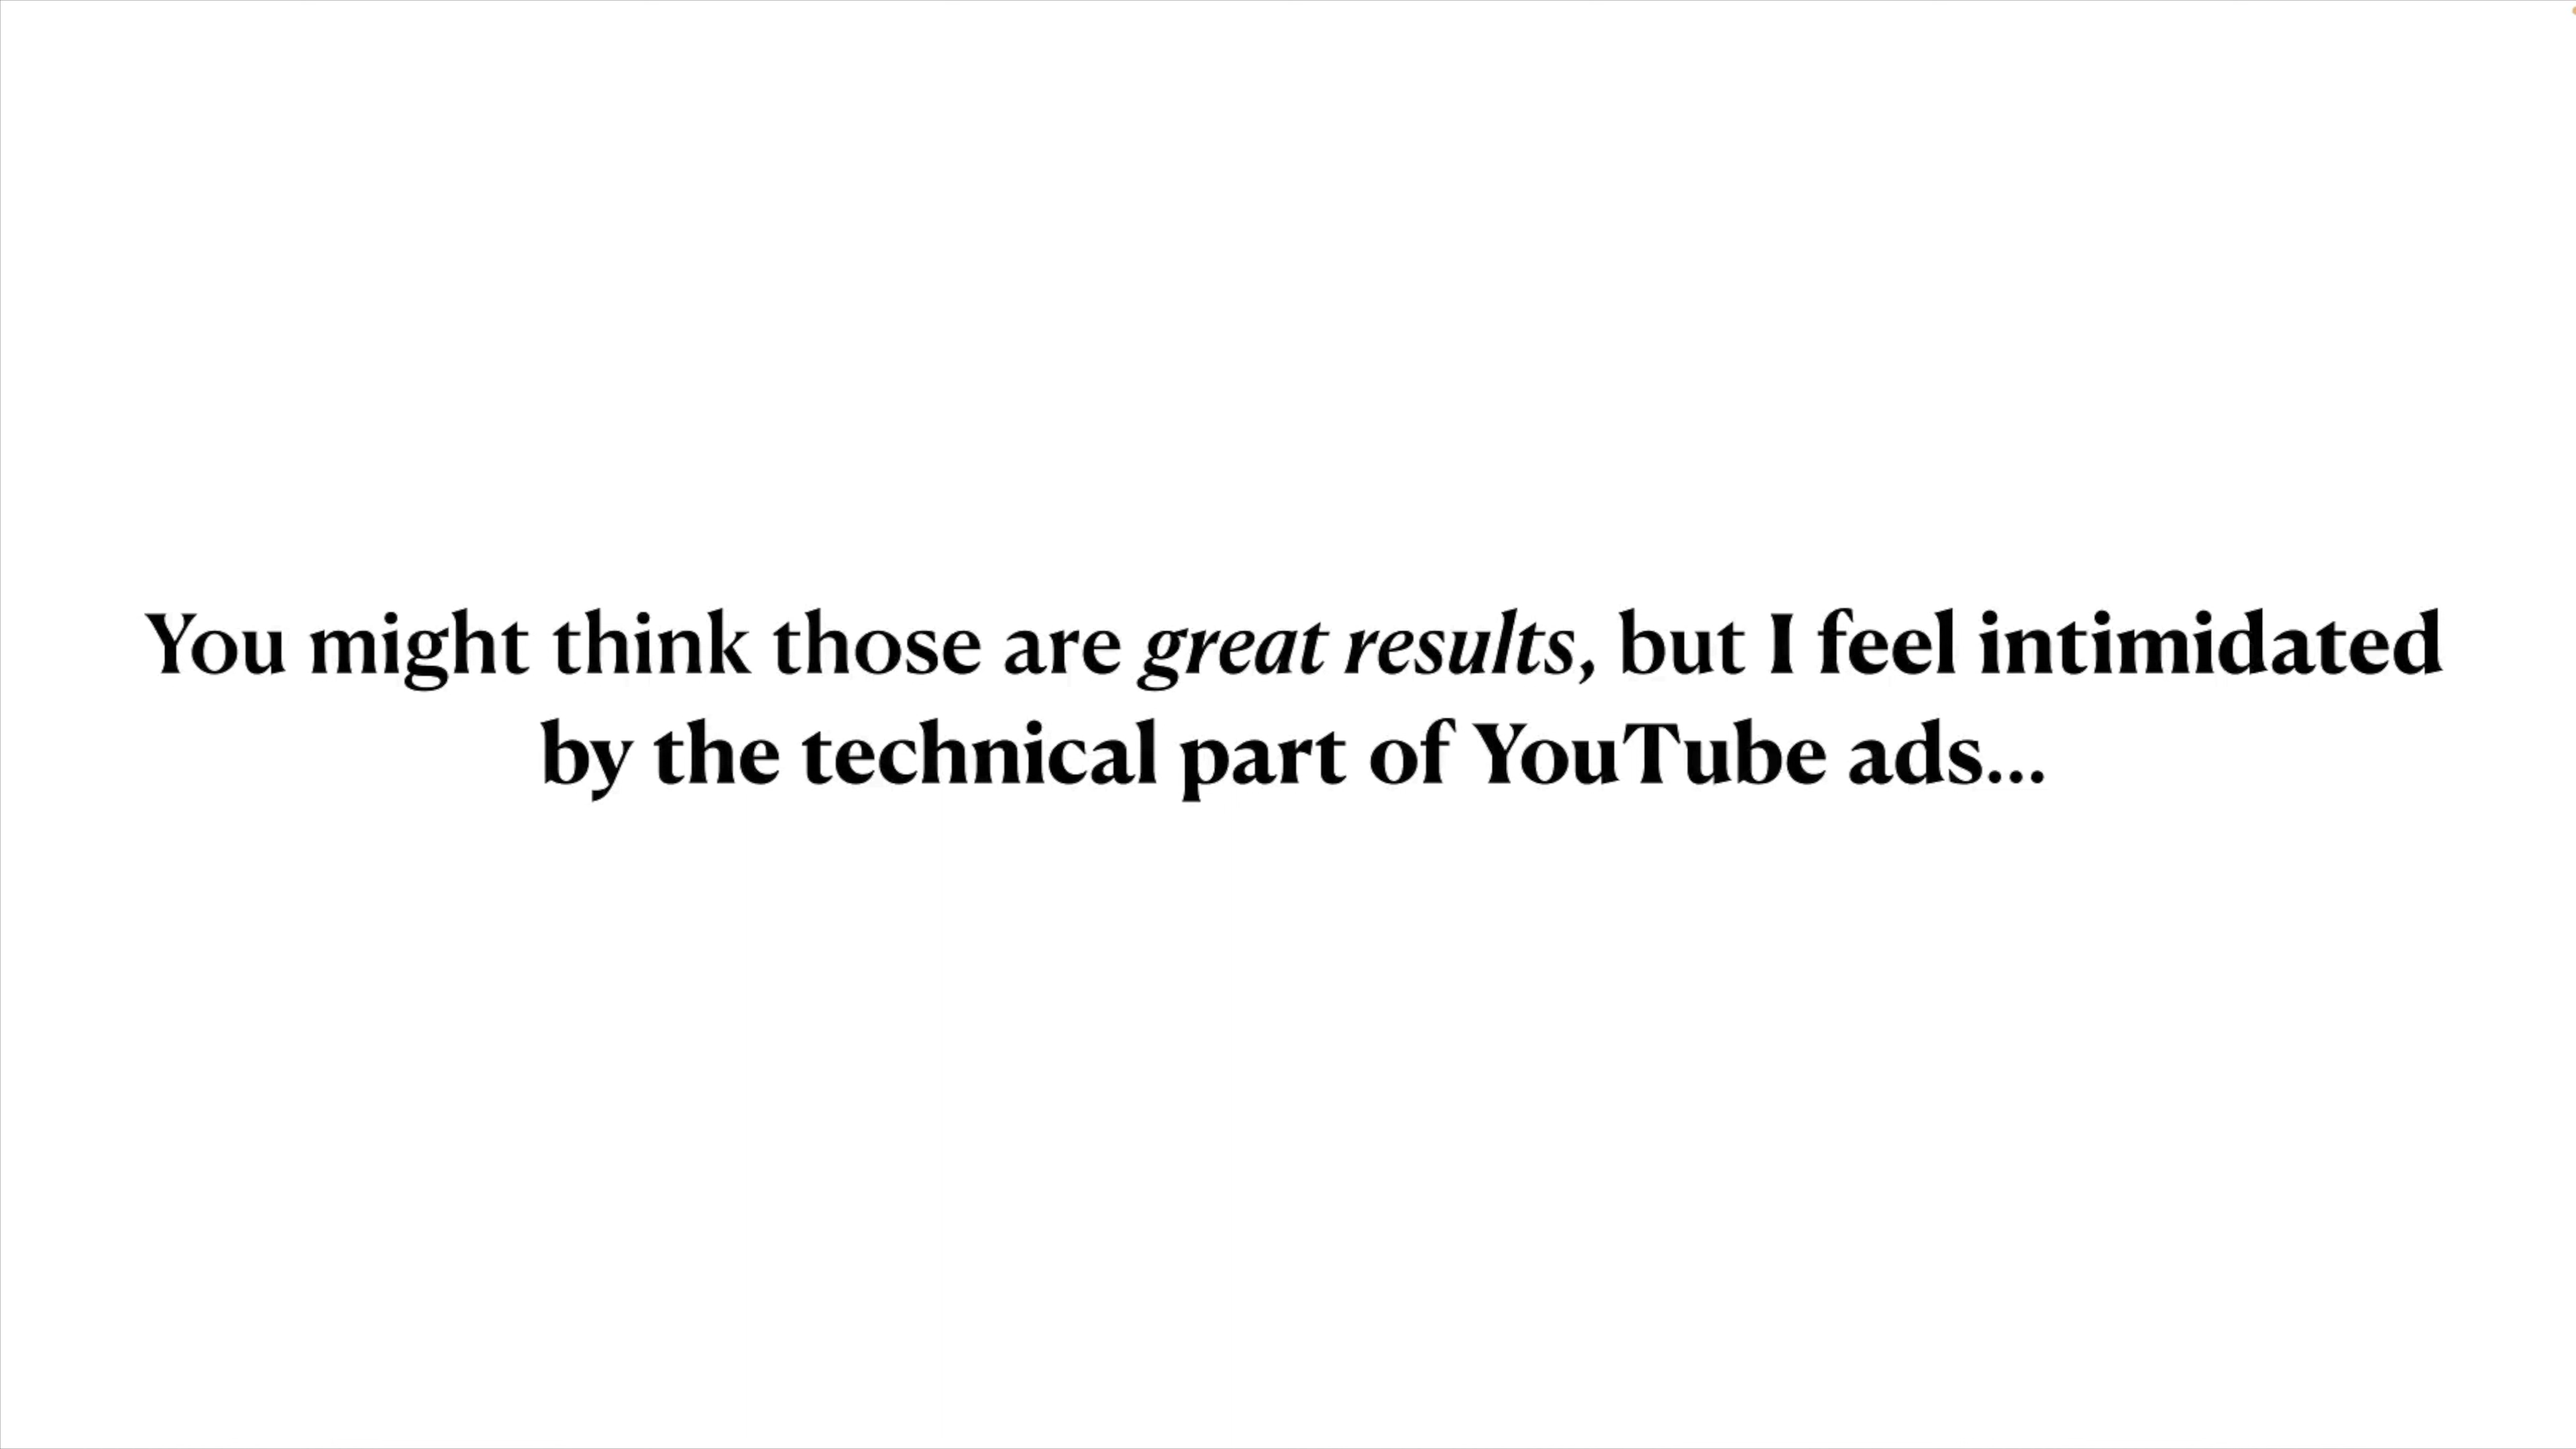 You might think those are great results, but I feel intimidated
by the technical part of YouTube ads...